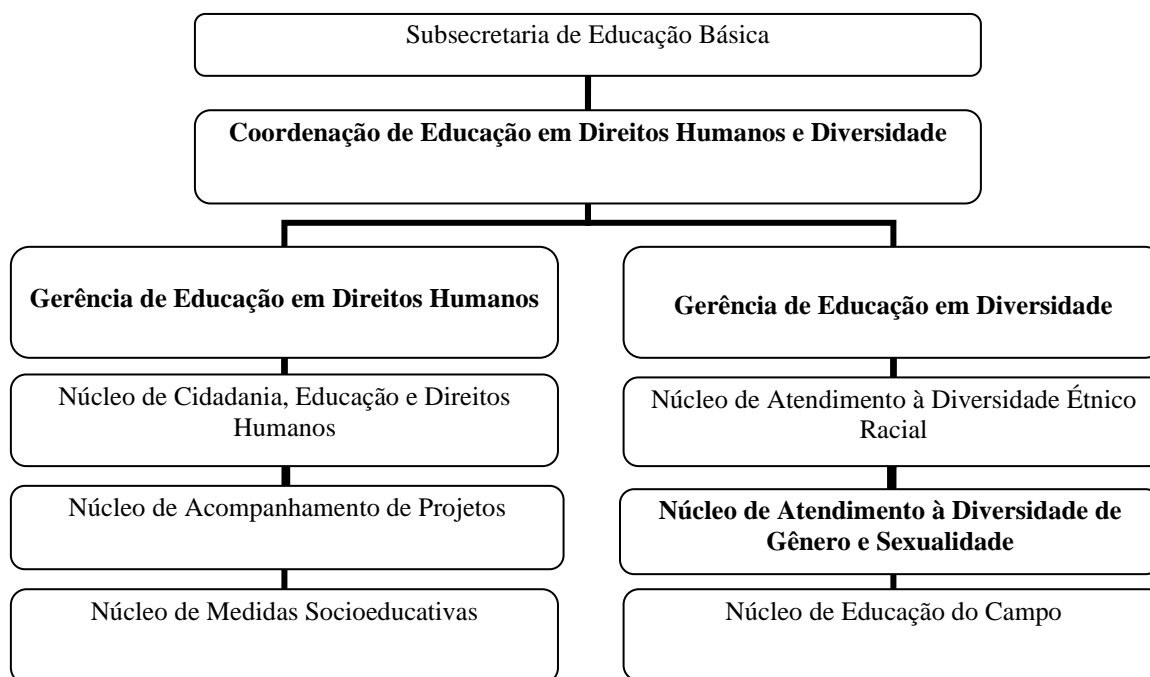 Subsecretaria de Educação Básica
Coordenação de Educação em Direitos Humanos e Diversidade
Gerência de Educação em Direitos Humanos
Gerência de Educação em Diversidade
Núcleo de Cidadania, Educação e Direitos
Humanos
Núcleo de Atendimento à Diversidade Étnico
Racial
Núcleo de Acompanhamento de Projetos
Núcleo de Atendimento à Diversidade de
Gênero e Sexualidade
Núcleo de Medidas Socioeducativas
Núcleo de Educação do Campo